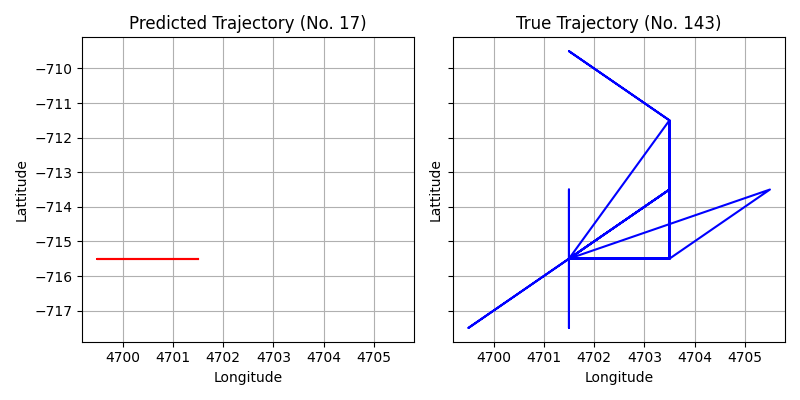 Predicted Trajectory (No. 17)
True Trajectory (No. 143)
Lattitude
−710
−711
−712
−713
−714
−715
−716
−717
4700 4701 4702 4703 4704 4705
Longitude
Lattitude
4700 4701 4702 4703 4704 4705
Longitude